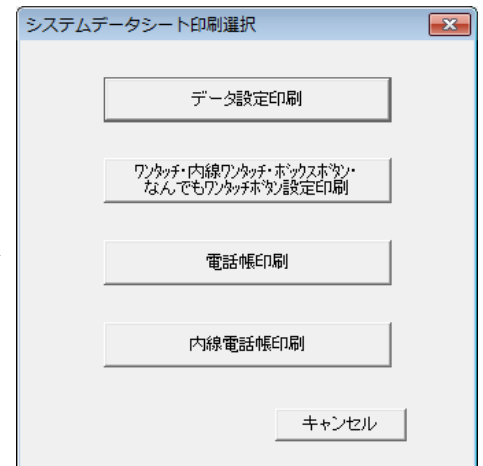 システムデータシート印刷選択
データ設定印刷
ﾜﾝﾀｯﾁ・内線ﾜﾝﾀｯﾁ・ﾎﾞｯｸｽﾎﾞﾀﾝ・
なんでもﾜﾝﾀｯﾁﾎﾞﾀﾝ設定印刷
電話帳印刷
内線電話帳印刷
キャンセル